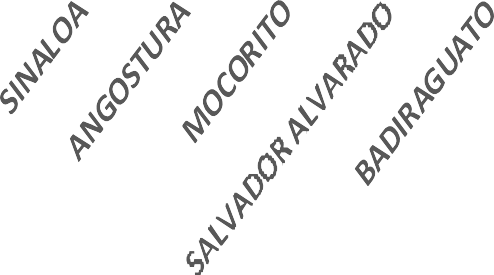 SINALOA
ANGOSTURA
MOCORITO
SALVADOR ALVARADO
BADIRAGUATO